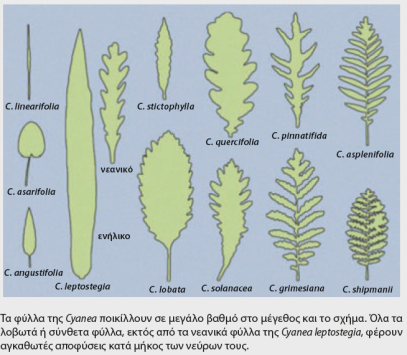 C. linearifolia
C. stictophylla
C. quercifolia
C. pinnatifida
C. asplenifolia
νεανικό
C. asarifolia
ενήλικο
C. angustifolia
C. leptostegia
C. lobata
C. solanacea
C. grimesiana
C. shipmanii
Τα φύλλα της Cyanea ποικίλλουν σε μεγάλο βαθμό στο μέγεθος και το σχήμα. Όλα τα
λοβωτά ή σύνθετα φύλλα, εκτός από τα νεανικά φύλλα της Cyanea leptostegia, φέρουν
αγκαθωτές αποφύσεις κατά μήκος των νεύρων τους.